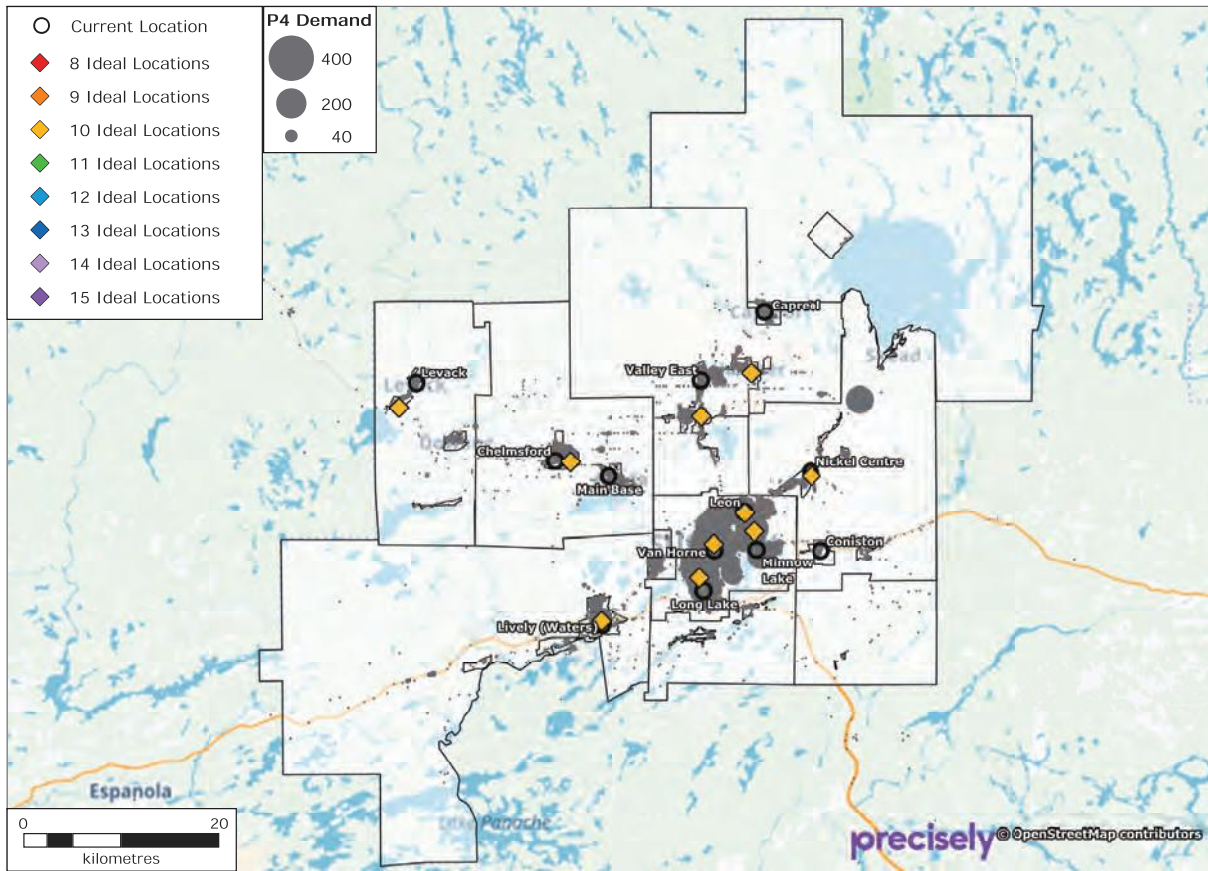 Current Location
8 Ideal Locations
9 Ideal Locations
10 Ideal Locations
11 Ideal Locations
12 Ideal Locations
13 Ideal Locations
14 Ideal Locations
15 Ideal Locations
P4 Demand
400
200
40
Capreol
Levack
Levack
Valley East
Chelmsford
Main Base
Nickel Centre
Leon
Van Horne
Minnow
Lake
Coniston
Long Lake
Lively (Waters)
Espanola
Lake Panache
0 20
kilometres
precisely © OpenStreetMap contributors